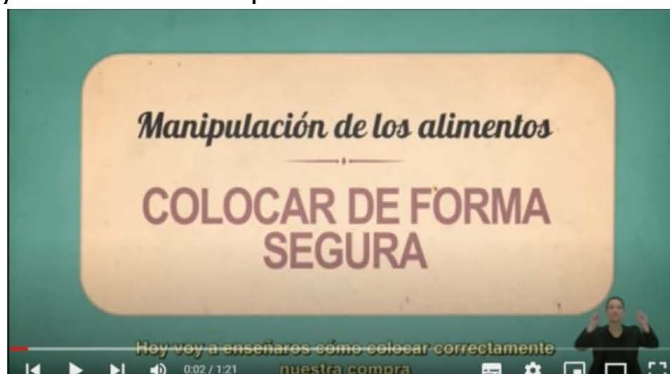 Manipulación de los alimentos
COLOCAR DE FORMA
SEGURA
Hoy voy a enseñaros cómo colocar correctamente
nuestra compra
0:02 / 1:21